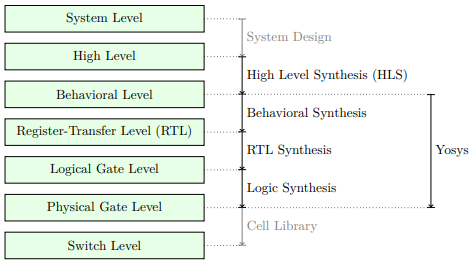 System Level
System Design
High Level
High Level Synthesis (HLS)
Behavioral Level
Behavioral Synthesis
Register-Transfer Level (RTL)
RTL Synthesis
Yosys
Logical Gate Level
Logic Synthesis
Physical Gate Level
Cell Library
Switch Level